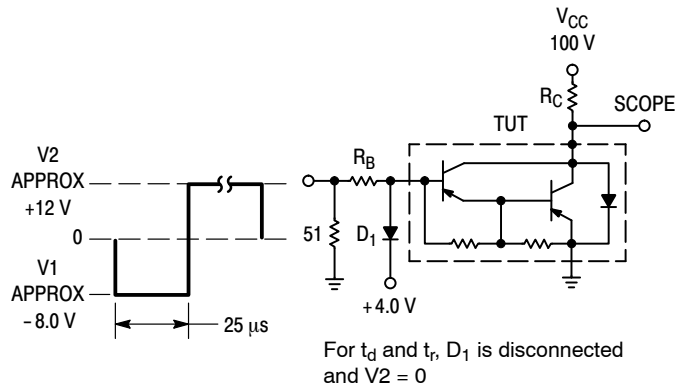 V_CC
100 V
R_C
SCOPE
TUT
V2
APPROX
+12 V
0
V1
APPROX
−8.0 V
25 μs
R_B
51
D_1
+4.0 V
For t_d and t_r, D_1 is disconnected
and V2 = 0